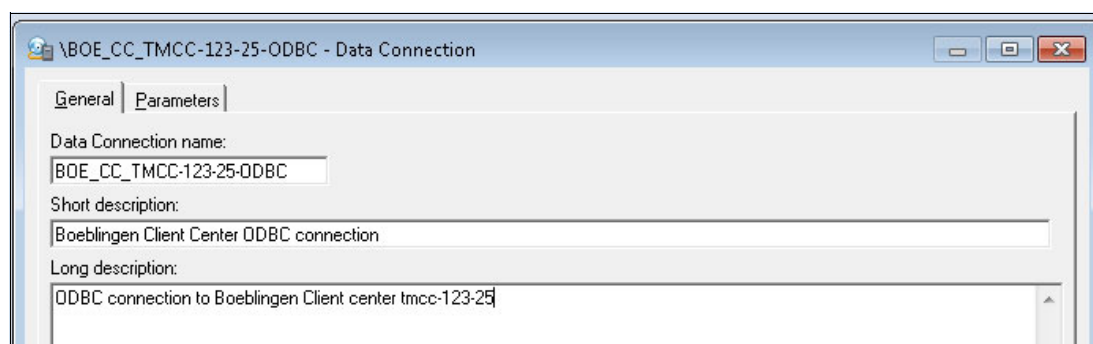 \BOE_CC_TMCC-123-25-ODBC - Data Connection
General Parameters
Data Connection name:
BOE_CC_TMCC-123-25-ODBC
Short description:
Boeblingen Client Center ODBC connection
Long description:
ODBC connection to Boeblingen Client center tmcc-123-25